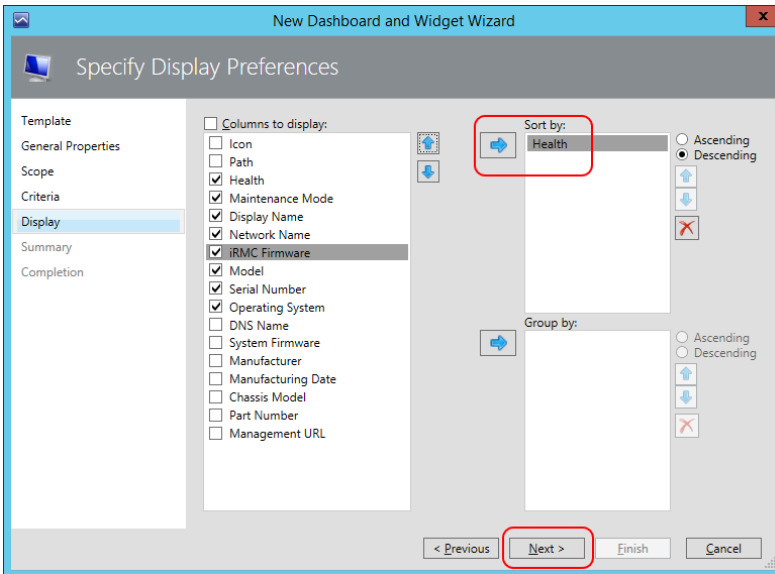 New Dashboard and Widget Wizard
x
Specify Display Preferences
Template
General Properties
Scope
Criteria
Display
Summary
Completion
Columns to display:
Icon
Path
Health
Maintenance Mode
Display Name
Network Name
iRMC Firmware
Model
Serial Number
Operating System
DNS Name
System Firmware
Manufacturer
Manufacturing Date
Chassis Model
Part Number
Management URL
Sort by:
Health
Ascending
Descending
Group by:
Ascending
Descending
< Previous
Next >
Finish
Cancel